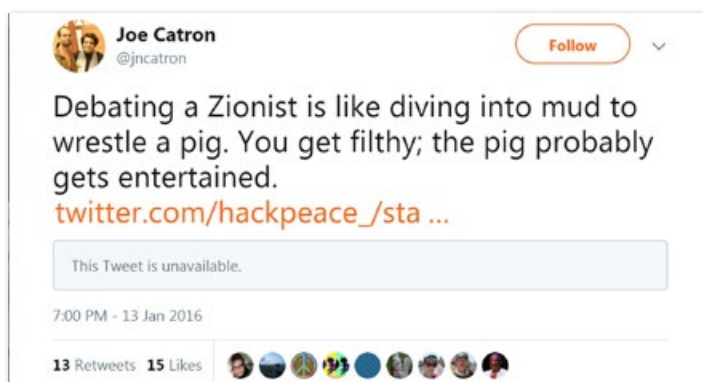 Joe Catron
@jncatron
Follow
Debating a Zionist is like diving into mud to
wrestle a pig. You get filthy; the pig probably
gets entertained.
twitter.com/hackpeace_/sta ...
This Tweet is unavailable.
7:00 PM - 13 Jan 2016
13 Retweets 15 Likes